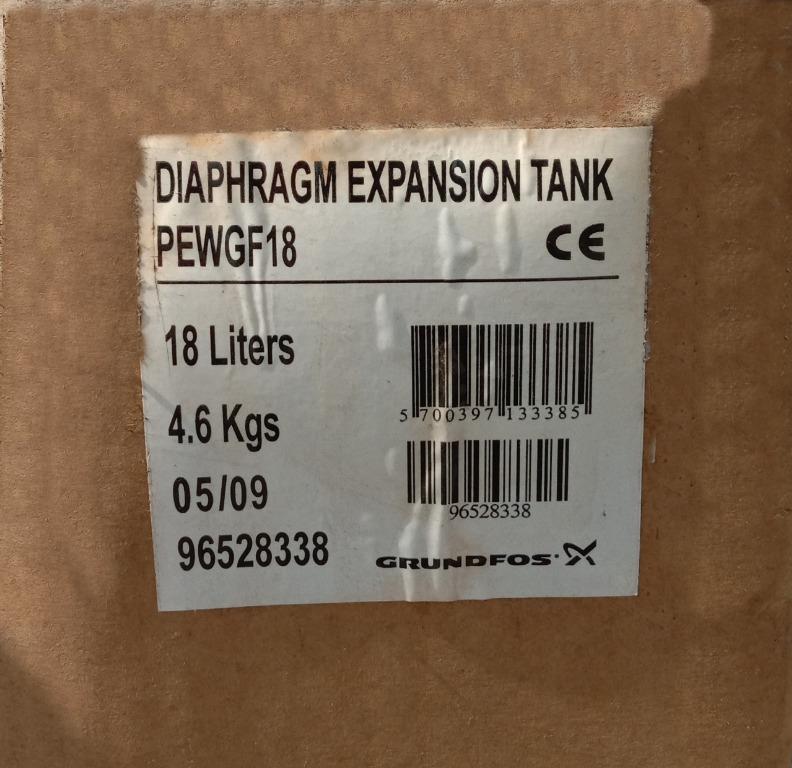 DIAPHRAGM EXPANSION TANK
PEWGF18 CE
18 Liters
5 700397 133385
4.6 Kgs
05/09
96528338
96528338
GRUNDFOS